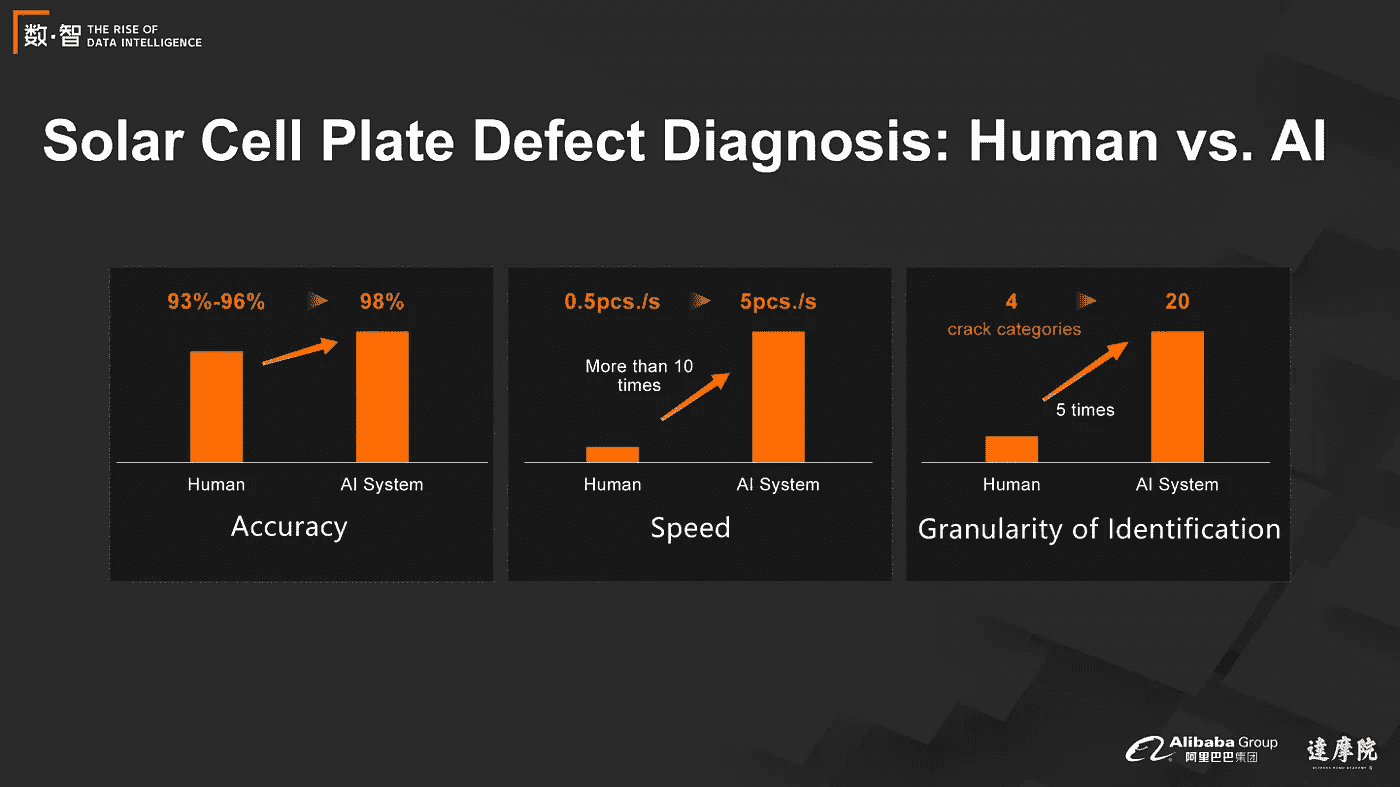 数·智 THE RISE OF
DATA INTELLIGENCE
Solar Cell Plate Defect Diagnosis: Human vs. AI
93%-96% 98%
Human AI System
Accuracy
0.5pcs./s 5pcs./s
More than 10
times
Human AI System
Speed
4 20
crack categories
5 times
Human AI System
Granularity of Identification
Alibaba Group
阿里巴巴集团
達摩院